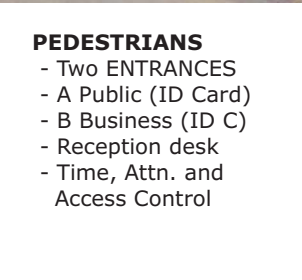 PEDESTRIANS
- Two ENTRANCES
- A Public (ID Card)
- B Business (ID C)
- Reception desk
- Time, Attn. and
Access Control